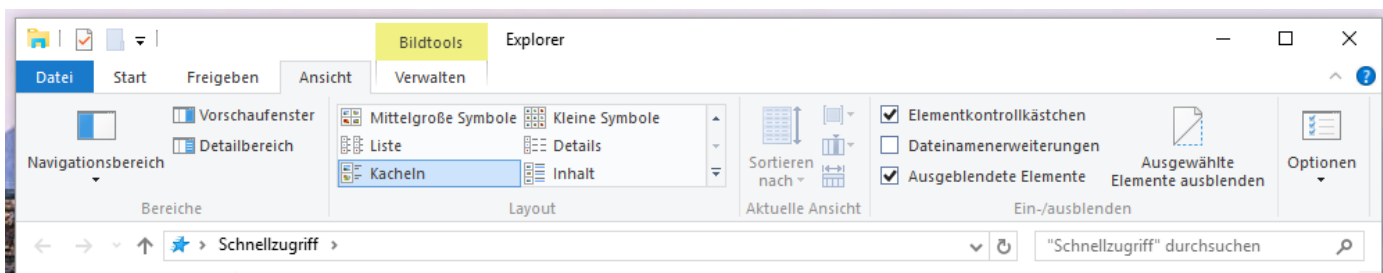 Bildtools Explorer
Datei Start Freigeben Ansicht Verwalten
Navigationsbereich
Vorschaufenster
Detailbereich
Bereiche
Mittelgroße Symbole Kleine Symbole
Liste Details
Kacheln Inhalt
Layout
Sortieren
nach
Aktuelle Ansicht
Elementkontrollkästchen
Dateinamenerweiterungen
Ausgeblendete Elemente
Ausgewählte
Elemente ausblenden
Ein-/ausblenden
Optionen
Schnellzugriff
"Schnellzugriff" durchsuchen